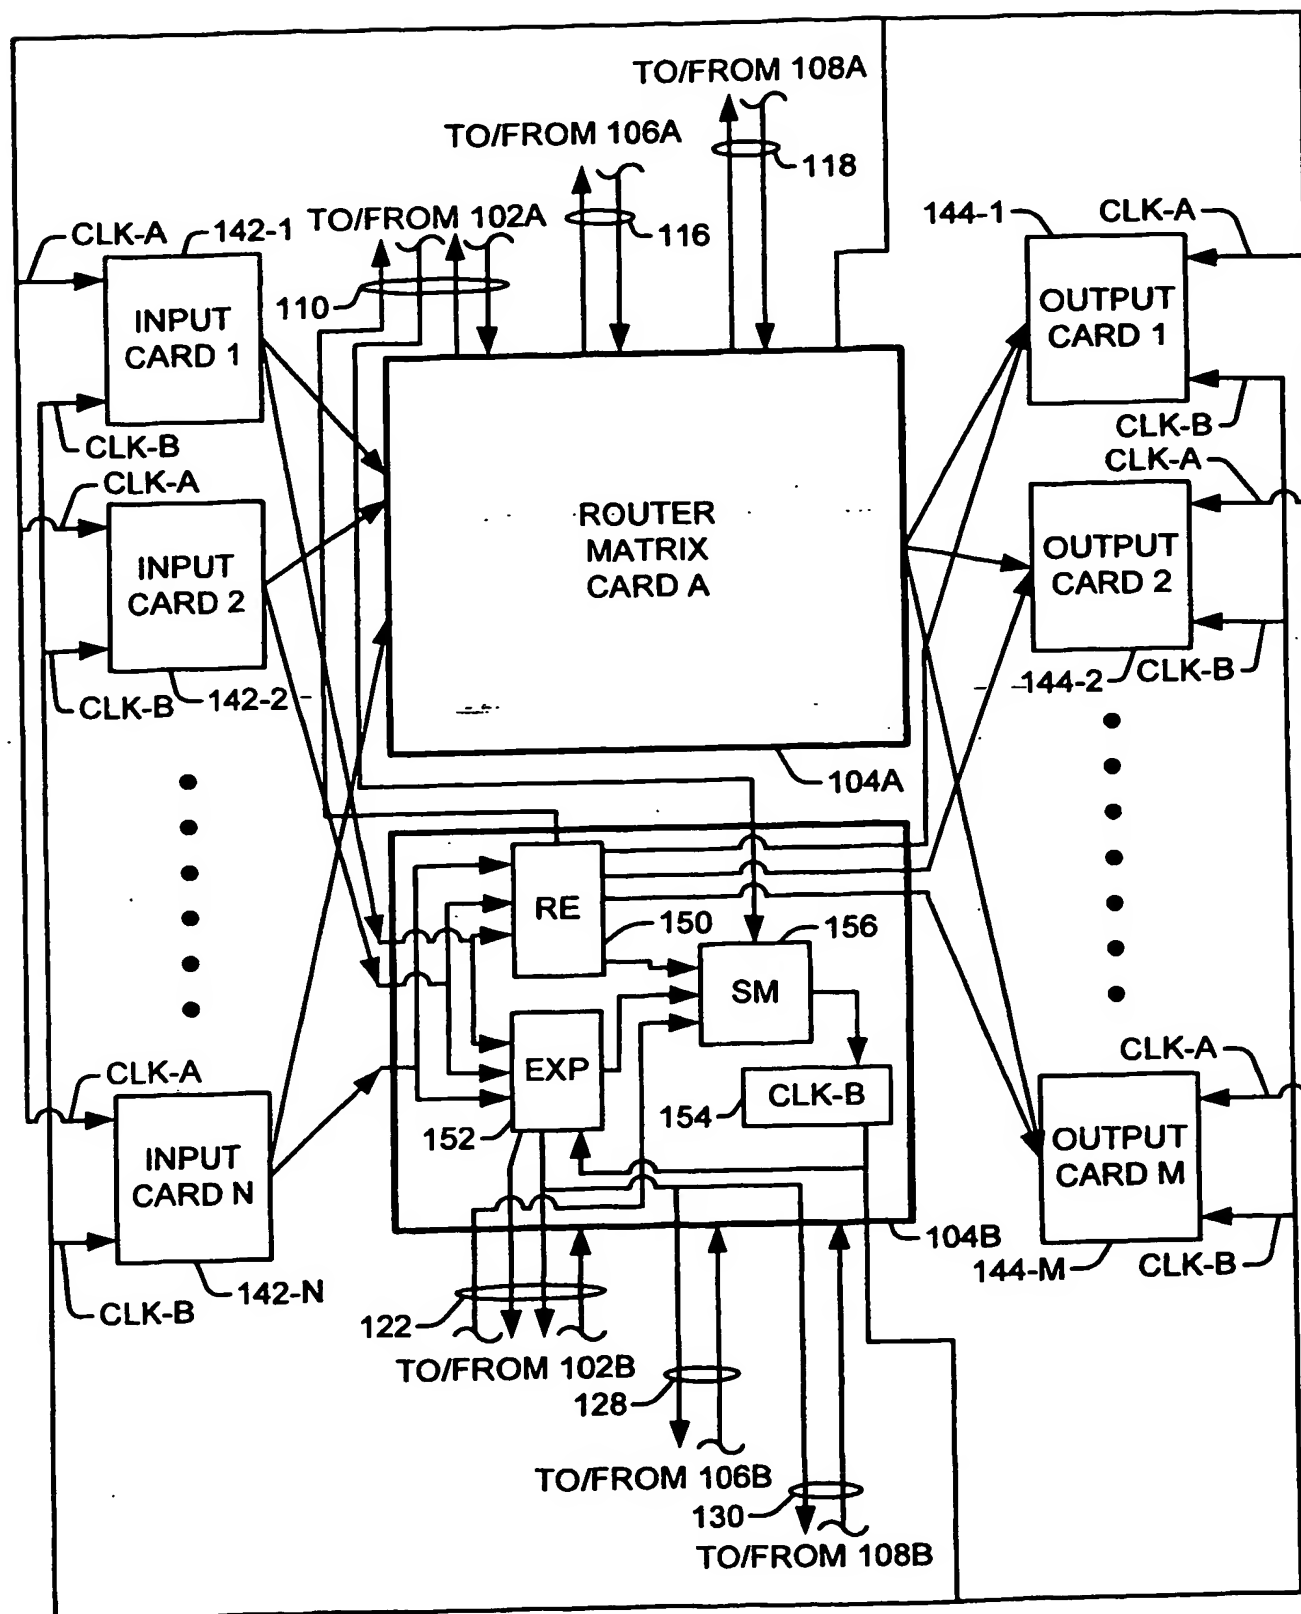 TO/FROM 108A
TO/FROM 106A
118
TO/FROM 102A
116
110
CLK-A
142-1
144-1
CLK-A
INPUT
CARD 1
OUTPUT
CARD 1
CLK-B
CLK-B
CLK-A
CLK-A
INPUT
CARD 2
ROUTER
MATRIX
CARD A
OUTPUT
CARD 2
CLK-B
142-2
144-2
CLK-B
104A
RE
150
156
SM
EXP
CLK-B
152
154
CLK-A
CLK-A
INPUT
CARD N
OUTPUT
CARD M
104B
CLK-B
142-N
144-M
CLK-B
122
TO/FROM 102B
128
TO/FROM 106B
130
TO/FROM 108B